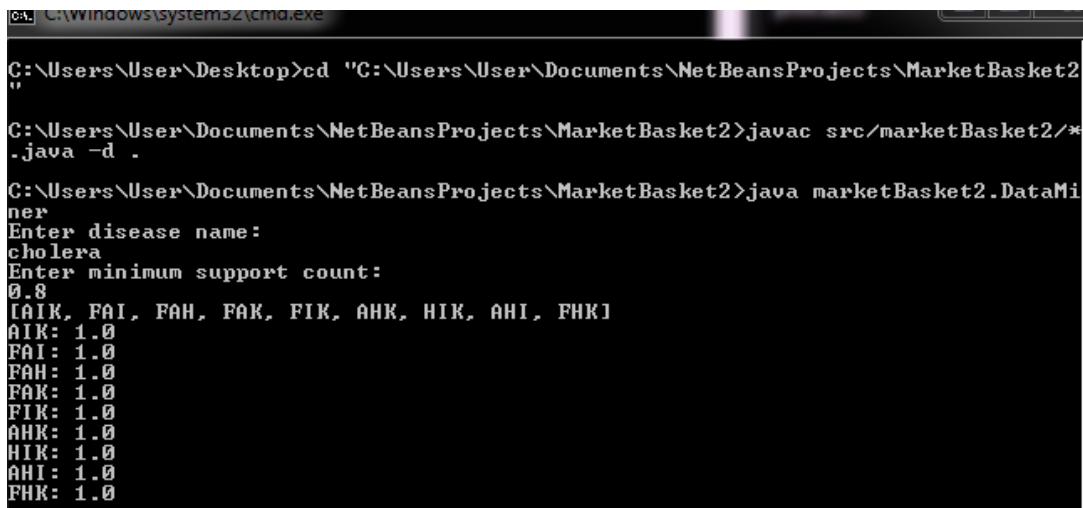 C:\Windows\system32\cmd.exe
C:\Users\User\Desktop>cd "C:\Users\User\Documents\NetBeansProjects\MarketBasket2
"
C:\Users\User\Documents\NetBeansProjects\MarketBasket2>javac src/marketBasket2/*
.java -d .
C:\Users\User\Documents\NetBeansProjects\MarketBasket2>java marketBasket2.DataMi
ner
Enter disease name:
cholera
Enter minimum support count:
0.8
[AIK, FAI, FAH, FAK, FIK, AHK, HIK, AHI, FHK]
AIK: 1.0
FAI: 1.0
FAH: 1.0
FAK: 1.0
FIK: 1.0
AHK: 1.0
HIK: 1.0
AHI: 1.0
FHK: 1.0